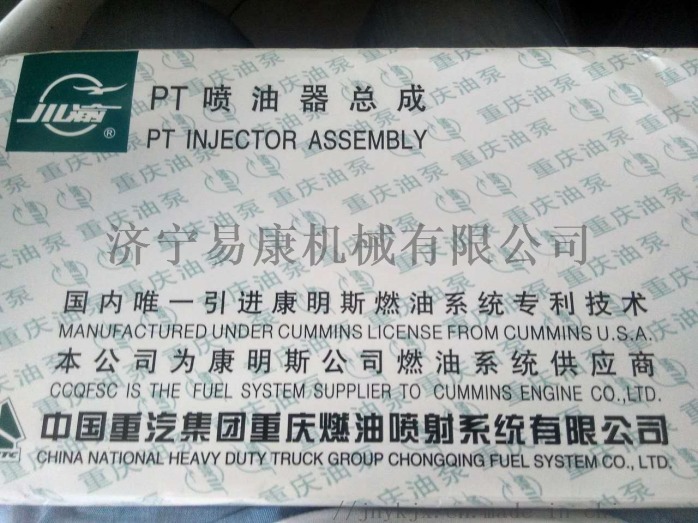 川渝
®
PT喷油器总成
PT INJECTOR ASSEMBLY
重庆油泵
济宁易康机械有限公司
国内唯一引进康明斯燃油系统专利技术
MANUFACTURED UNDER CUMMINS LICENSE FROM CUMMINS U.S.A.
本公司为康明斯公司燃油系统供应商
CCQFSC IS THE FUEL SYSTEM SUPPLIER TO CUMMINS ENGINE CO.,LTD.
中国重汽集团重庆燃油喷射系统有限公司
CHINA NATIONAL HEAVY DUTY TRUCK GROUP CHONGQING FUEL SYSTEM CO., LTD.